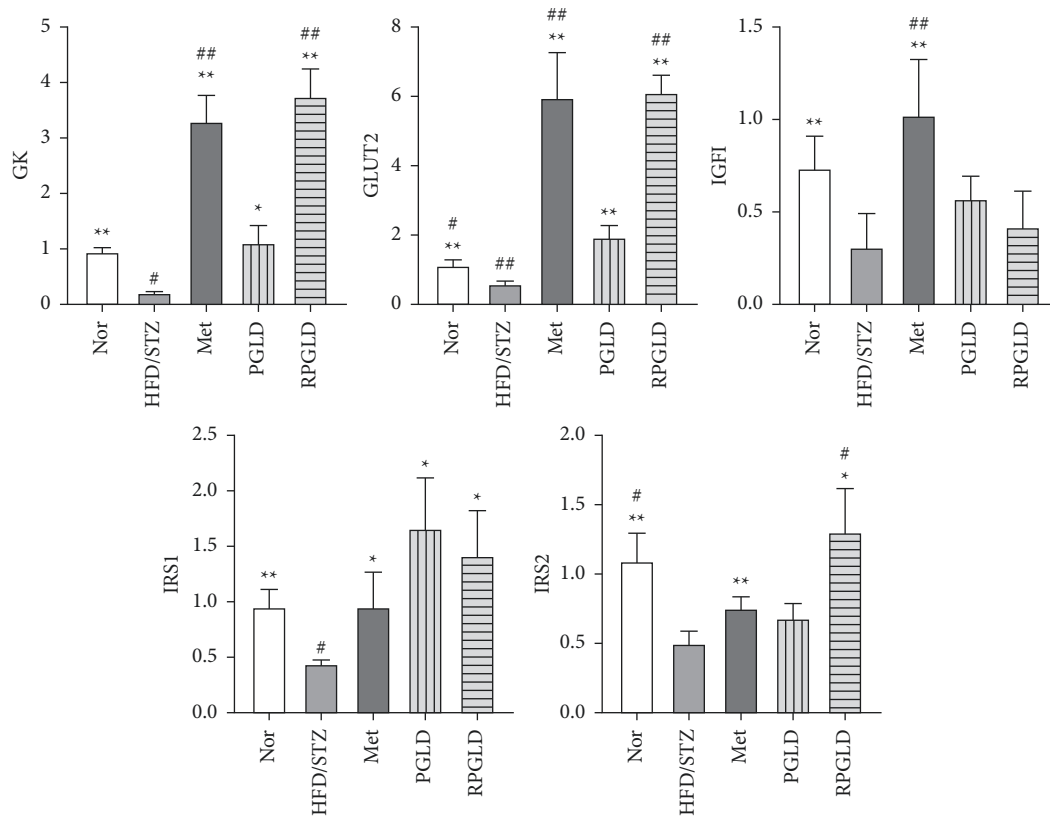 GK
5
4
3
2
1
0
**
#
##
**
*
##
**
Nor
HFD/STZ
Met
PGLD
RPGLD
GLUT2
8
6
4
2
0
#
**
##
##
**
**
##
**
Nor
HFD/STZ
Met
PGLD
RPGLD
IGFI
1.5
1.0
0.5
0.0
**
##
**
Nor
HFD/STZ
Met
PGLD
RPGLD
IRS1
2.5
2.0
1.5
1.0
0.5
0.0
**
#
*
*
*
Nor
HFD/STZ
Met
PGLD
RPGLD
IRS2
2.0
1.5
1.0
0.5
0.0
#
**
**
#
*
Nor
HFD/STZ
Met
PGLD
RPGLD